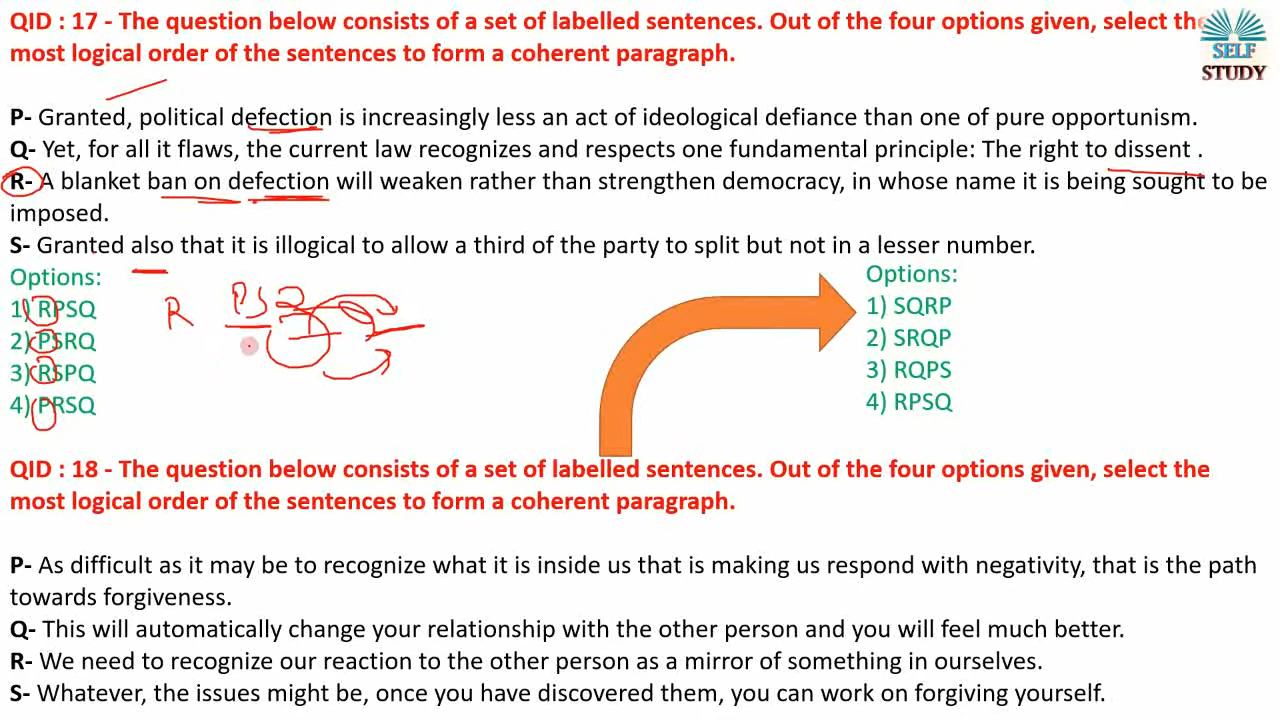 QID : 17 - The question below consists of a set of labelled sentences. Out of the four options given, select the
most logical order of the sentences to form a coherent paragraph.
SELF
STUDY
P- Granted, political defection is increasingly less an act of ideological defiance than one of pure opportunism.
Q- Yet, for all it flaws, the current law recognizes and respects one fundamental principle: The right to dissent .
R- A blanket ban on defection will weaken rather than strengthen democracy, in whose name it is being sought to be
imposed.
S- Granted also that it is illogical to allow a third of the party to split but not in a lesser number.
Options:
1) RPSQ
2) PSRQ
3) RSPQ
4) PRSQ
R PSQ
Options:
1) SQRP
2) SRQP
3) RQPS
4) RPSQ
QID : 18 - The question below consists of a set of labelled sentences. Out of the four options given, select the
most logical order of the sentences to form a coherent paragraph.
P- As difficult as it may be to recognize what it is inside us that is making us respond with negativity, that is the path
towards forgiveness.
Q- This will automatically change your relationship with the other person and you will feel much better.
R- We need to recognize our reaction to the other person as a mirror of something in ourselves.
S- Whatever, the issues might be, once you have discovered them, you can work on forgiving yourself.